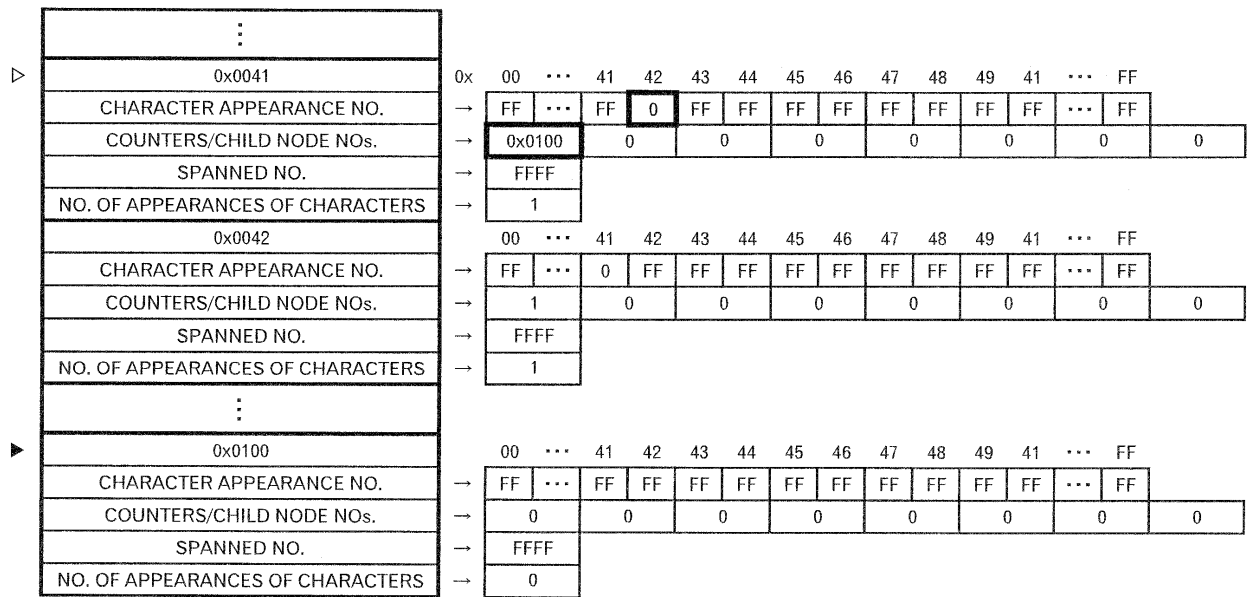 ⋮
▷ 0x0041 0x 00 ⋯ 41 42 43 44 45 46 47 48 49 41 ⋯ FF
CHARACTER APPEARANCE NO. → FF ⋯ FF 0 FF FF FF FF FF FF FF FF ⋯ FF
COUNTERS/CHILD NODE NOs. → 0x0100 0 0 0 0 0 0 0
SPANNED NO. → FFFF
NO. OF APPEARANCES OF CHARACTERS → 1
0x0042 00 ⋯ 41 42 43 44 45 46 47 48 49 41 ⋯ FF
CHARACTER APPEARANCE NO. → FF ⋯ 0 FF FF FF FF FF FF FF FF FF ⋯ FF
COUNTERS/CHILD NODE NOs. → 1 0 0 0 0 0 0 0
SPANNED NO. → FFFF
NO. OF APPEARANCES OF CHARACTERS → 1
⋮
▶ 0x0100 00 ⋯ 41 42 43 44 45 46 47 48 49 41 ⋯ FF
CHARACTER APPEARANCE NO. → FF ⋯ FF FF FF FF FF FF FF FF FF FF ⋯ FF
COUNTERS/CHILD NODE NOs. → 0 0 0 0 0 0 0 0
SPANNED NO. → FFFF
NO. OF APPEARANCES OF CHARACTERS → 0